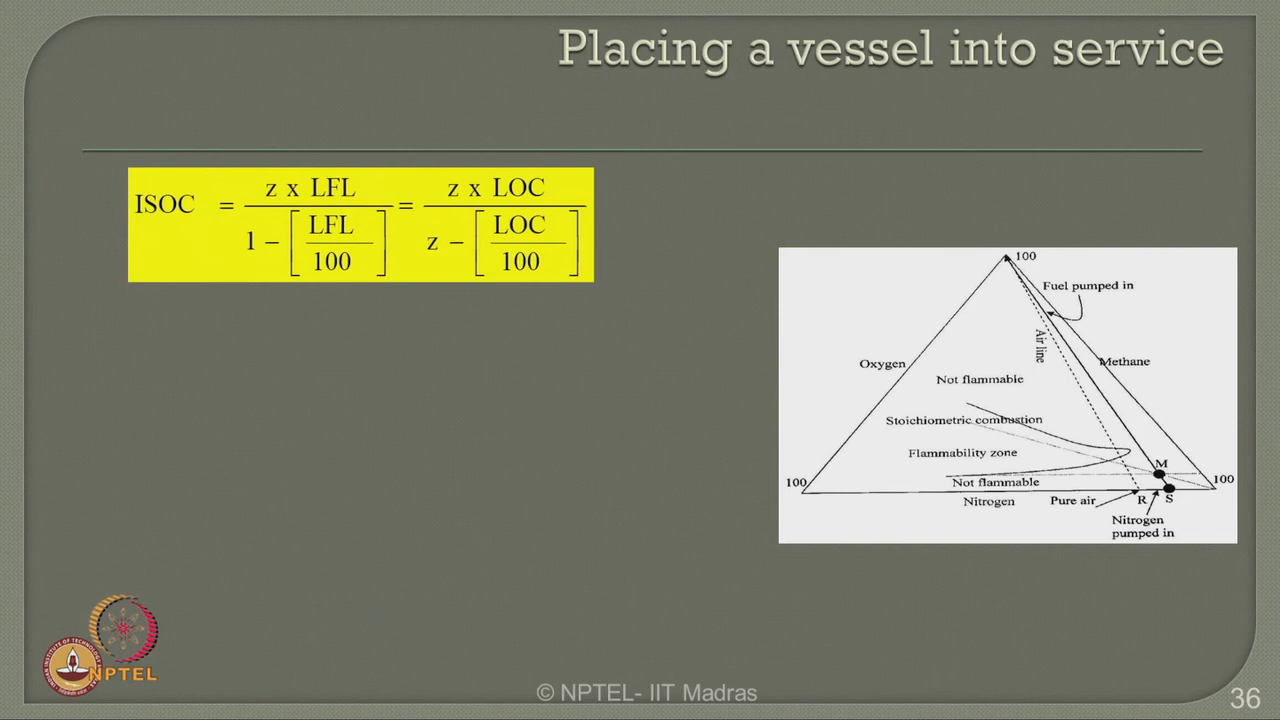 Placing a vessel into service
ISOC = z x LFL / 1 − [ LFL / 100 ] = z x LOC / z − [ LOC / 100 ]
100
Fuel pumped in
Air line
Oxygen
Methane
Not flammable
Stoichiometric combustion
Flammability zone
M
100
Not flammable
100
Nitrogen
Pure air
R
S
Nitrogen
pumped in
NPTEL
© NPTEL- IIT Madras
36